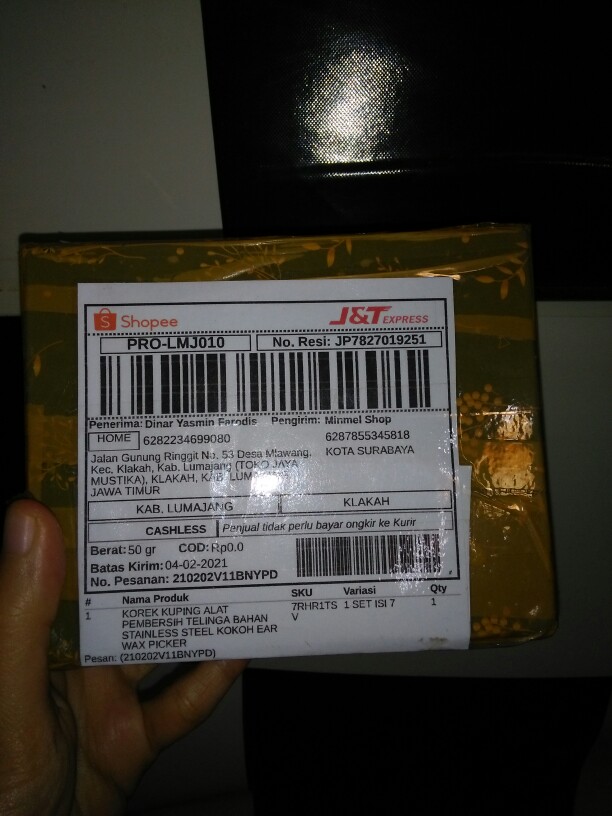 Shopee
J&T EXPRESS
PRO-LMJ010
No. Resi: JP7827019251
Penerima: Dinar Yasmin Farodis
Pengirim: Minmel Shop
HOME 6282234699080
6287855345818
Jalan Gunung Ringgit No. 53 Desa Mlawang,
KOTA SURABAYA
Kec. Klakah, Kab. Lumajang (TOKO JAYA
MUSTIKA), KLAKAH, KAB.
JAWA TIMUR
KAB. LUMAJANG
KLAKAH
CASHLESS
Penjual tidak perlu bayar ongkir ke Kurir
Berat: 50 gr COD: Rp0.0
Batas Kirim: 04-02-2021
No. Pesanan: 210202V11BNYPD
# Nama Produk SKU Variasi Qty
1 KOREK KUPING ALAT 7RHR1TS 1 SET ISI 7 1
PEMBERSIH TELINGA BAHAN V
STAINLESS STEEL KOKOH EAR
WAX PICKER
Pesan: (210202V11BNYPD)